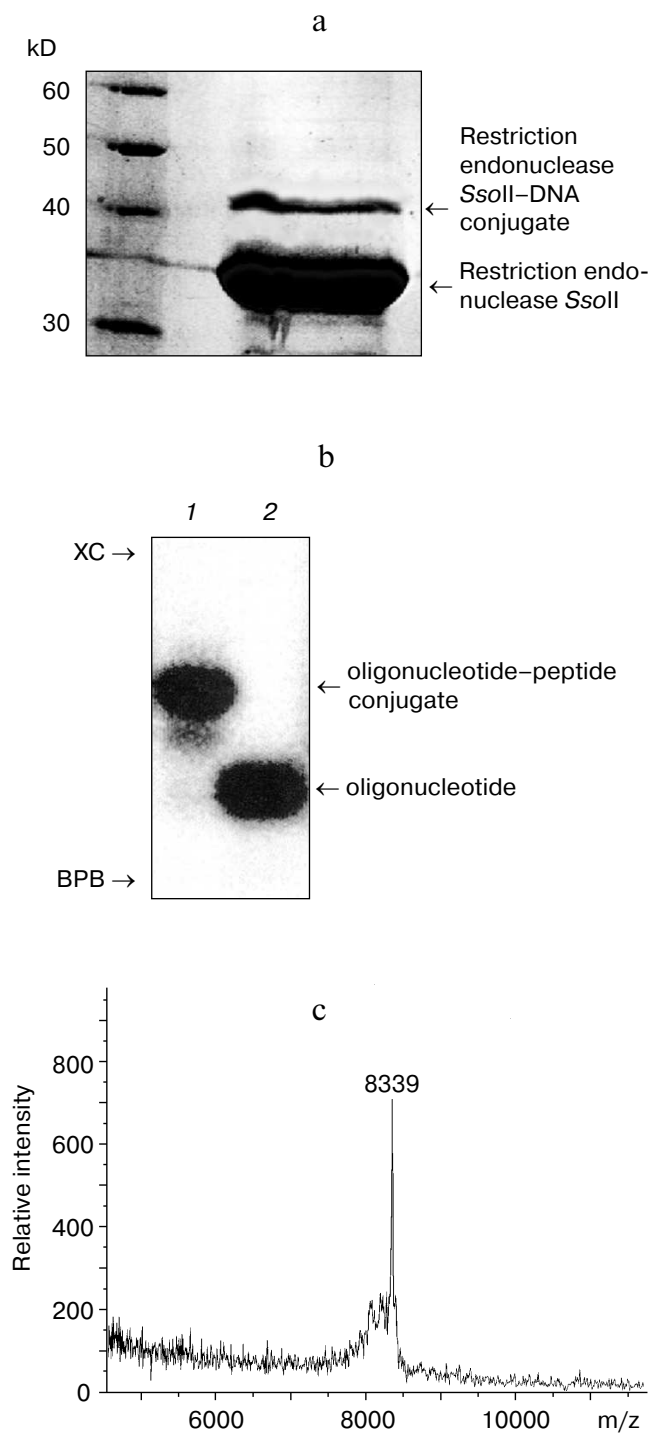 a
kD
60
50
40
30
Restriction
endonuclease
SsoII–DNA
conjugate
←
← Restriction endo-
nuclease SsoII
b
1 2
XC →
← oligonucleotide–peptide
conjugate
← oligonucleotide
BPB →
c
8339
Relative intensity
800
600
400
200
0
6000 8000 10000 m/z